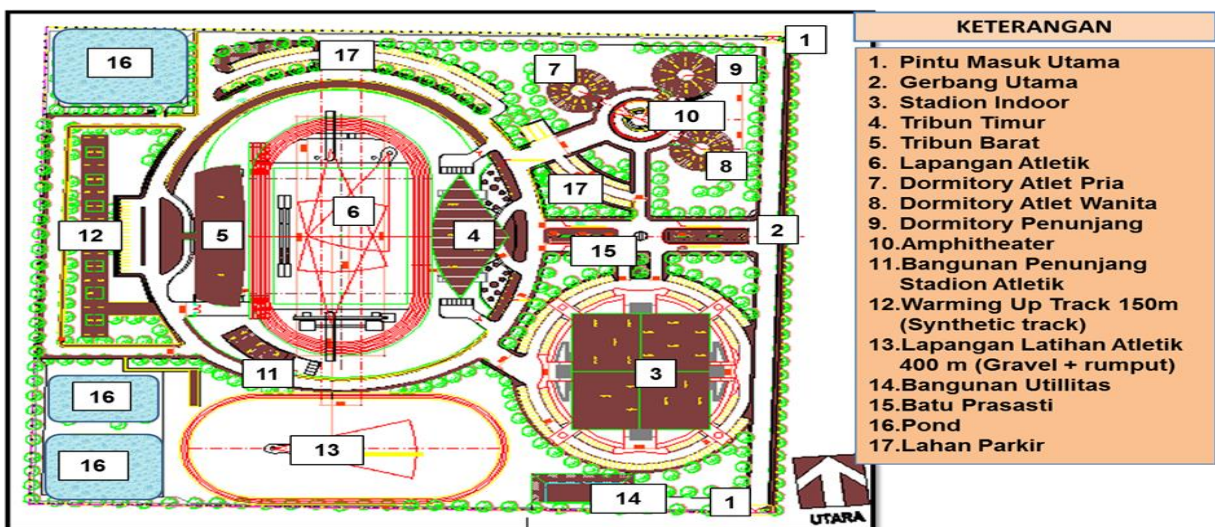 16
17
7
9
1
10
8
17
12
5
6
4
15
2
11
3
16
13
16
14
1
UTARA
KETERANGAN
1. Pintu Masuk Utama
2. Gerbang Utama
3. Stadion Indoor
4. Tribun Timur
5. Tribun Barat
6. Lapangan Atletik
7. Dormitory Atlet Pria
8. Dormitory Atlet Wanita
9. Dormitory Penunjang
10.Amphitheater
11.Bangunan Penunjang
Stadion Atletik
12.Warming Up Track 150m
(Synthetic track)
13.Lapangan Latihan Atletik
400 m (Gravel + rumput)
14.Bangunan Utillitas
15.Batu Prasasti
16.Pond
17.Lahan Parkir